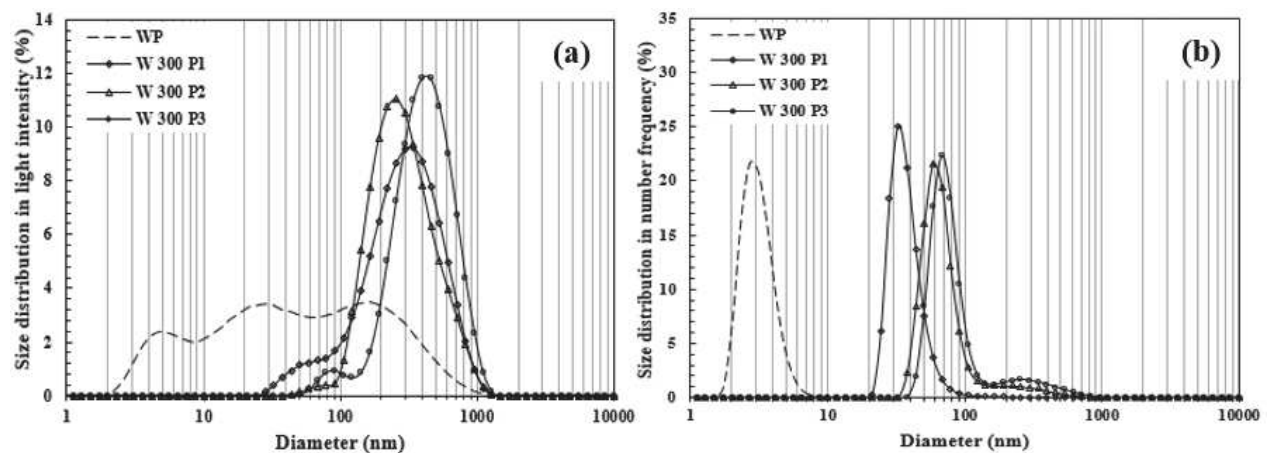 Size distribution in light intensity (%)
14
12
10
8
6
4
2
0
WP
W 300 P1
W 300 P2
W 300 P3
(a)
1 10 100 1000 10000
Diameter (nm)
Size distribution in number frequency (%)
35
30
25
20
15
10
5
0
WP
W 300 P1
W 300 P2
W 300 P3
(b)
1 10 100 1000 10000
Diameter (nm)